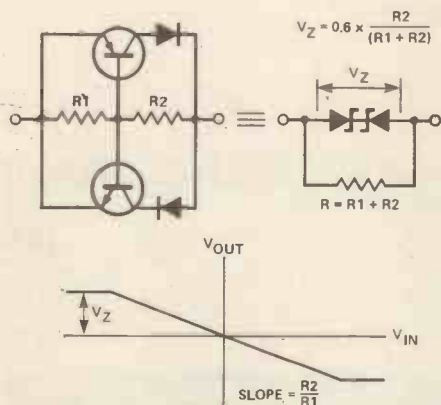 V_Z = 0.6 × R2 / (R1 + R2)
V_Z
R1
R2
R = R1 + R2
V_OUT
V_Z
V_IN
SLOPE = R2 / R1